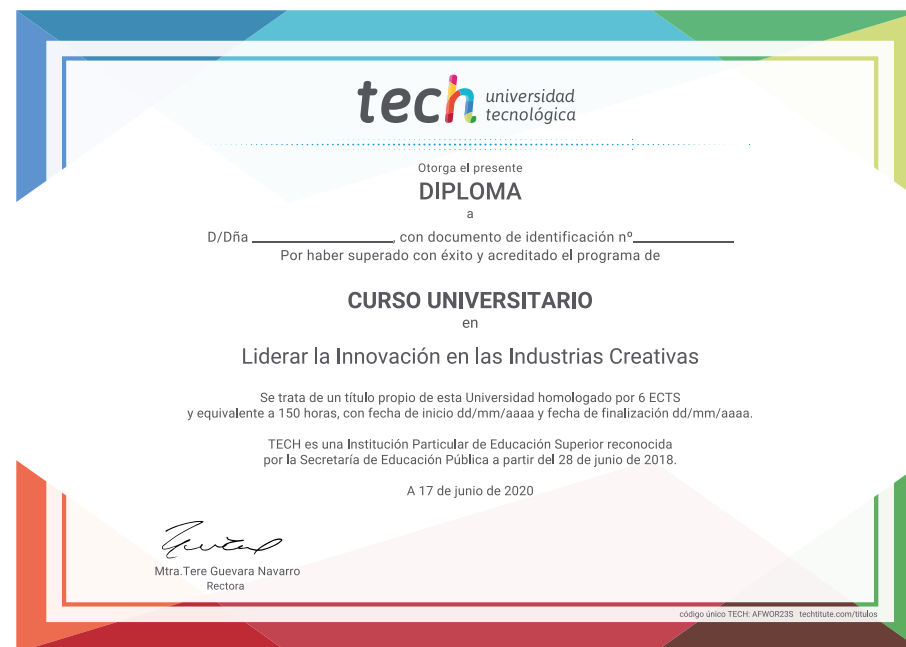 tech universidad
tecnológica
Otorga el presente
DIPLOMA
a
D/Dña ____________________, con documento de identificación nº______________
Por haber superado con éxito y acreditado el programa de
CURSO UNIVERSITARIO
en
Liderar la Innovación en las Industrias Creativas
Se trata de un título propio de esta Universidad homologado por 6 ECTS
y equivalente a 150 horas, con fecha de inicio dd/mm/aaaa y fecha de finalización dd/mm/aaaa.
TECH es una Institución Particular de Educación Superior reconocida
por la Secretaría de Educación Pública a partir del 28 de junio de 2018.
A 17 de junio de 2020
Mtra.Tere Guevara Navarro
Rectora
código único TECH: AFWOR23S techtitute.com/titulos